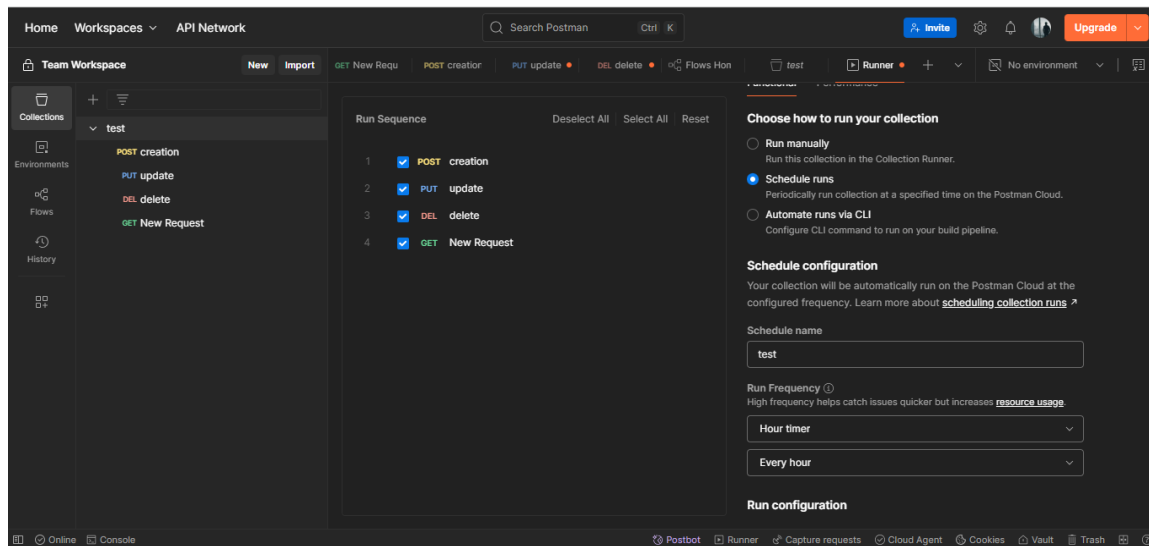 Home Workspaces API Network Search Postman Ctrl K Invite Upgrade
Team Workspace New Import GET New Requ POST creatior PUT update DEL delete Flows Hon test Runner No environment
Collections
Environments
Flows
History
test
POST creation
PUT update
DEL delete
GET New Request
Run Sequence Deselect All Select All Reset
1 POST creation
2 PUT update
3 DEL delete
4 GET New Request
Functional Performance
Choose how to run your collection
Run manually
Run this collection in the Collection Runner.
Schedule runs
Periodically run collection at a specified time on the Postman Cloud.
Automate runs via CLI
Configure CLI command to run on your build pipeline.
Schedule configuration
Your collection will be automatically run on the Postman Cloud at the
configured frequency. Learn more about scheduling collection runs ↗
Schedule name
test
Run Frequency
High frequency helps catch issues quicker but increases resource usage.
Hour timer
Every hour
Run configuration
Online Console Postbot Runner Capture requests Cloud Agent Cookies Vault Trash